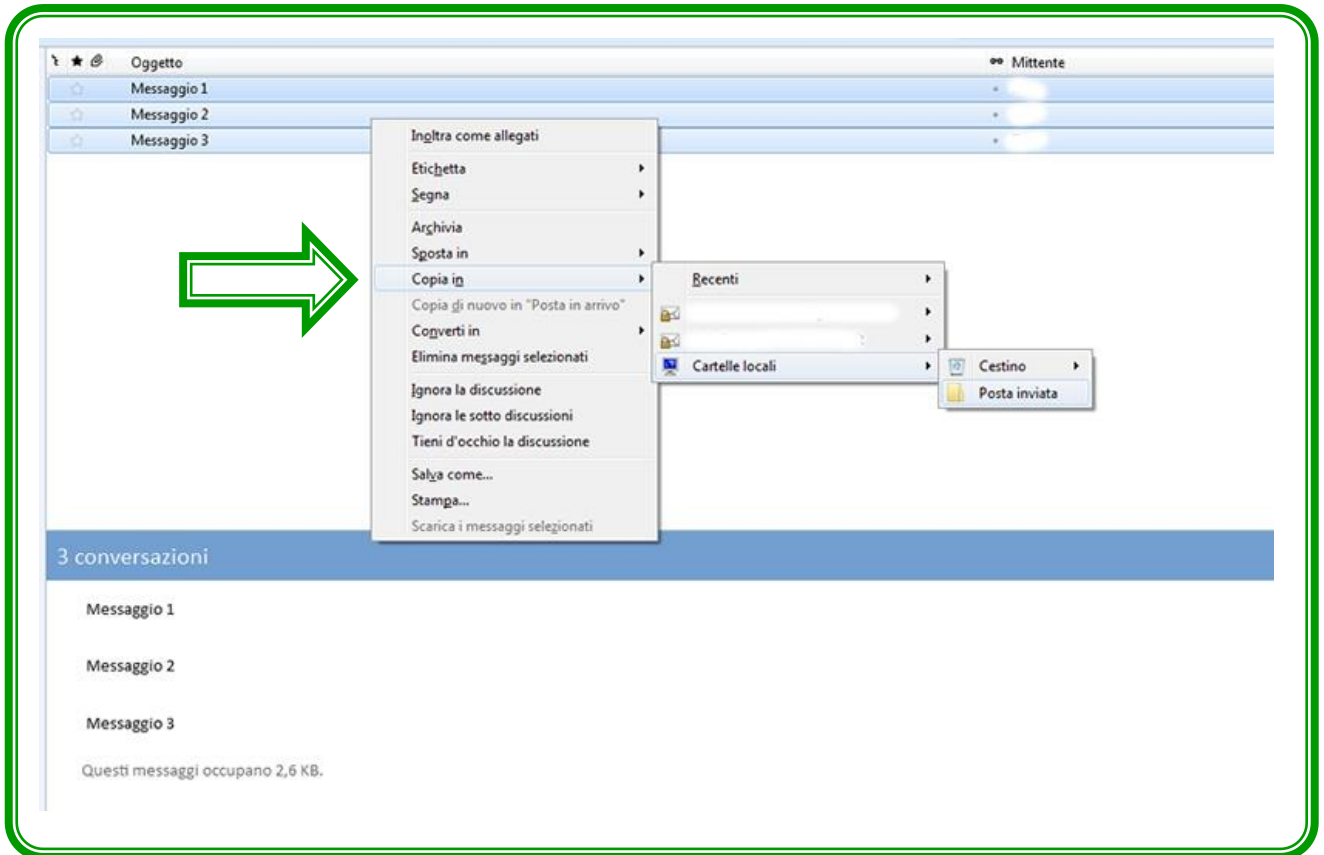 Oggetto Mittente
Messaggio 1
Messaggio 2
Messaggio 3
Inoltra come allegati
Etichetta
Segna
Archivia
Sposta in
Copia in
Copia di nuovo in "Posta in arrivo"
Converti in
Elimina messaggi selezionati
Ignora la discussione
Ignora le sotto discussioni
Tieni d'occhio la discussione
Salva come...
Stampa...
Scarica i messaggi selezionati
Recenti
Cartelle locali
Cestino
Posta inviata
3 conversazioni
Messaggio 1
Messaggio 2
Messaggio 3
Questi messaggi occupano 2,6 KB.